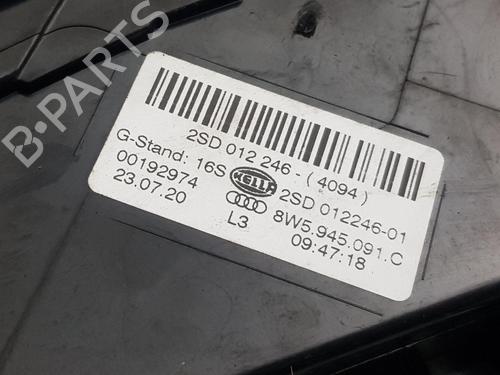 2SD 012 246-(4094)
G-Stand: 16S HELLA 2SD 012246-01
00192974 8W5.945.091.C
23.07.20 L3 09:47:18
B-PARTS